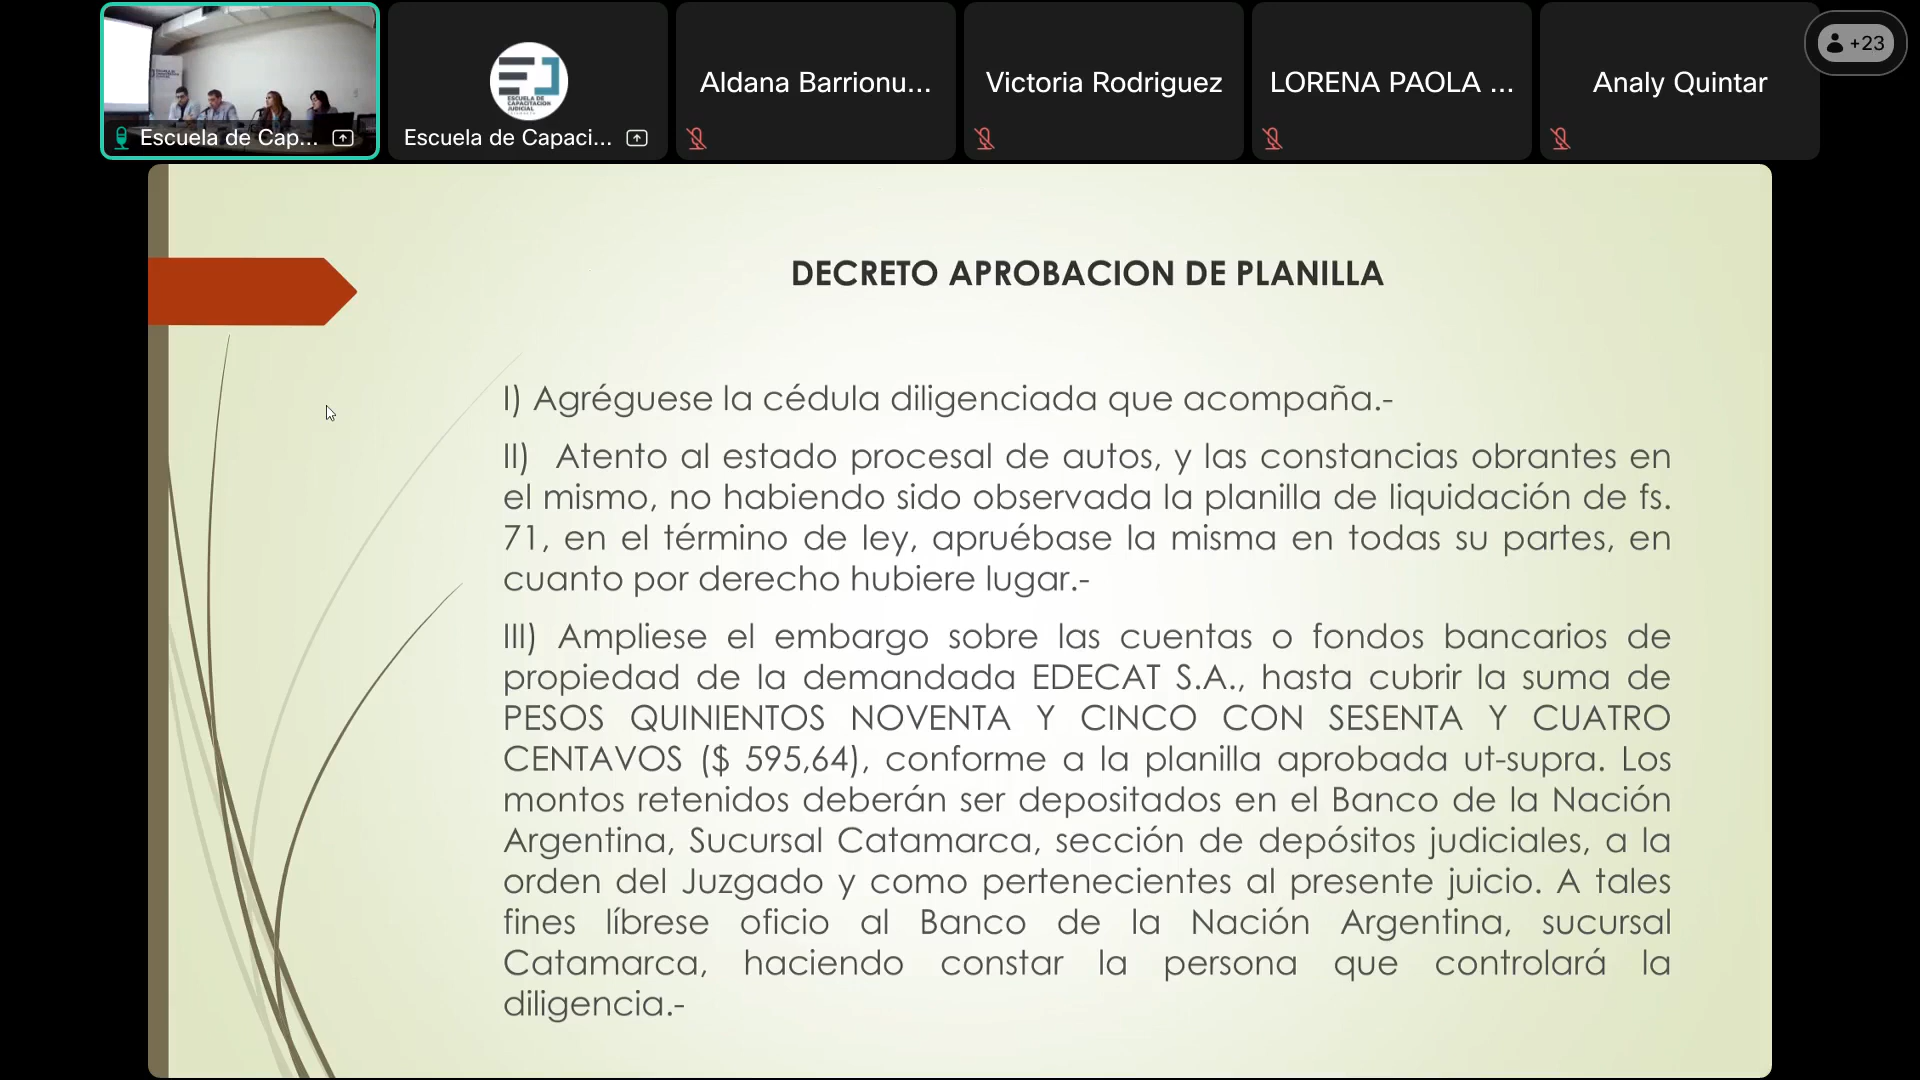 Escuela de Cap...
ESCUELA DE
CAPACITACIÓN
JUDICIAL
Escuela de Capaci...
Aldana Barrionu...
Victoria Rodriguez
LORENA PAOLA ...
Analy Quintar
+23
DECRETO APROBACION DE PLANILLA
I) Agréguese la cédula diligenciada que acompaña.-
II) Atento al estado procesal de autos, y las constancias obrantes en
el mismo, no habiendo sido observada la planilla de liquidación de fs.
71, en el término de ley, apruébase la misma en todas su partes, en
cuanto por derecho hubiere lugar.-
III) Ampliese el embargo sobre las cuentas o fondos bancarios de
propiedad de la demandada EDECAT S.A., hasta cubrir la suma de
PESOS QUINIENTOS NOVENTA Y CINCO CON SESENTA Y CUATRO
CENTAVOS ($ 595,64), conforme a la planilla aprobada ut-supra. Los
montos retenidos deberán ser depositados en el Banco de la Nación
Argentina, Sucursal Catamarca, sección de depósitos judiciales, a la
orden del Juzgado y como pertenecientes al presente juicio. A tales
fines líbrese oficio al Banco de la Nación Argentina, sucursal
Catamarca, haciendo constar la persona que controlará la
diligencia.-